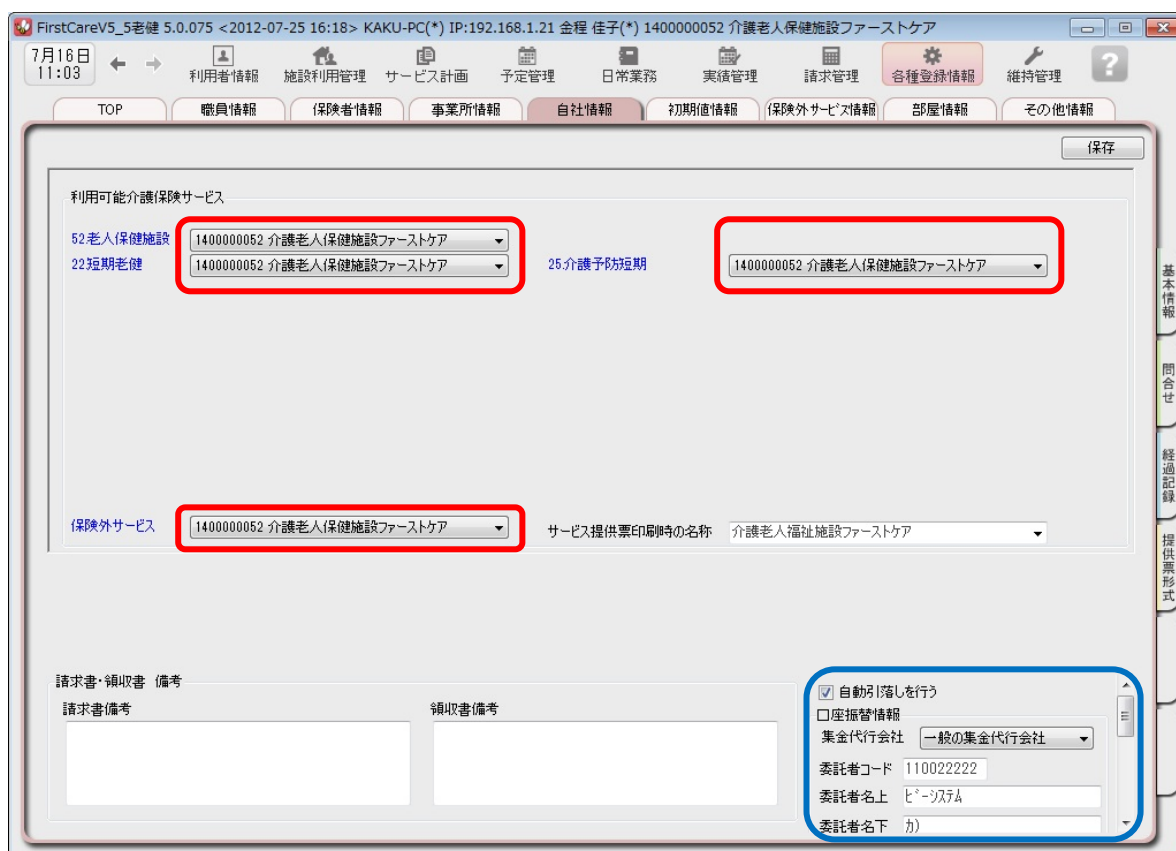 FirstCareV5_5老健 5.0.075 <2012-07-25 16:18> KAKU-PC(*) IP:192.168.1.21 金程 佳子(*) 1400000052 介護老人保健施設ファーストケア
7月16日
11:03
利用者情報 施設利用管理 サービス計画 予定管理 日常業務 実績管理 請求管理 各種登録情報 維持管理 ?
TOP 職員情報 保険者情報 事業所情報 自社情報 初期値情報 保険外サービス情報 部屋情報 その他情報
保存
利用可能介護保険サービス
52.老人保健施設 1400000052 介護老人保健施設ファーストケア
22.短期老健 1400000052 介護老人保健施設ファーストケア 25.介護予防短期 1400000052 介護老人保健施設ファーストケア
保険外サービス 1400000052 介護老人保健施設ファーストケア サービス提供票印刷時の名称 介護老人福祉施設ファーストケア
請求書・領収書 備考
請求書備考 領収書備考
自動引落しを行う
口座振替情報
集金代行会社 一般の集金代行会社
委託者コード 110022222
委託者名上 ﾋﾞｰｼｽﾃﾑ
委託者名下 ｶ)
基本情報
問合せ
経過記録
提供票形式